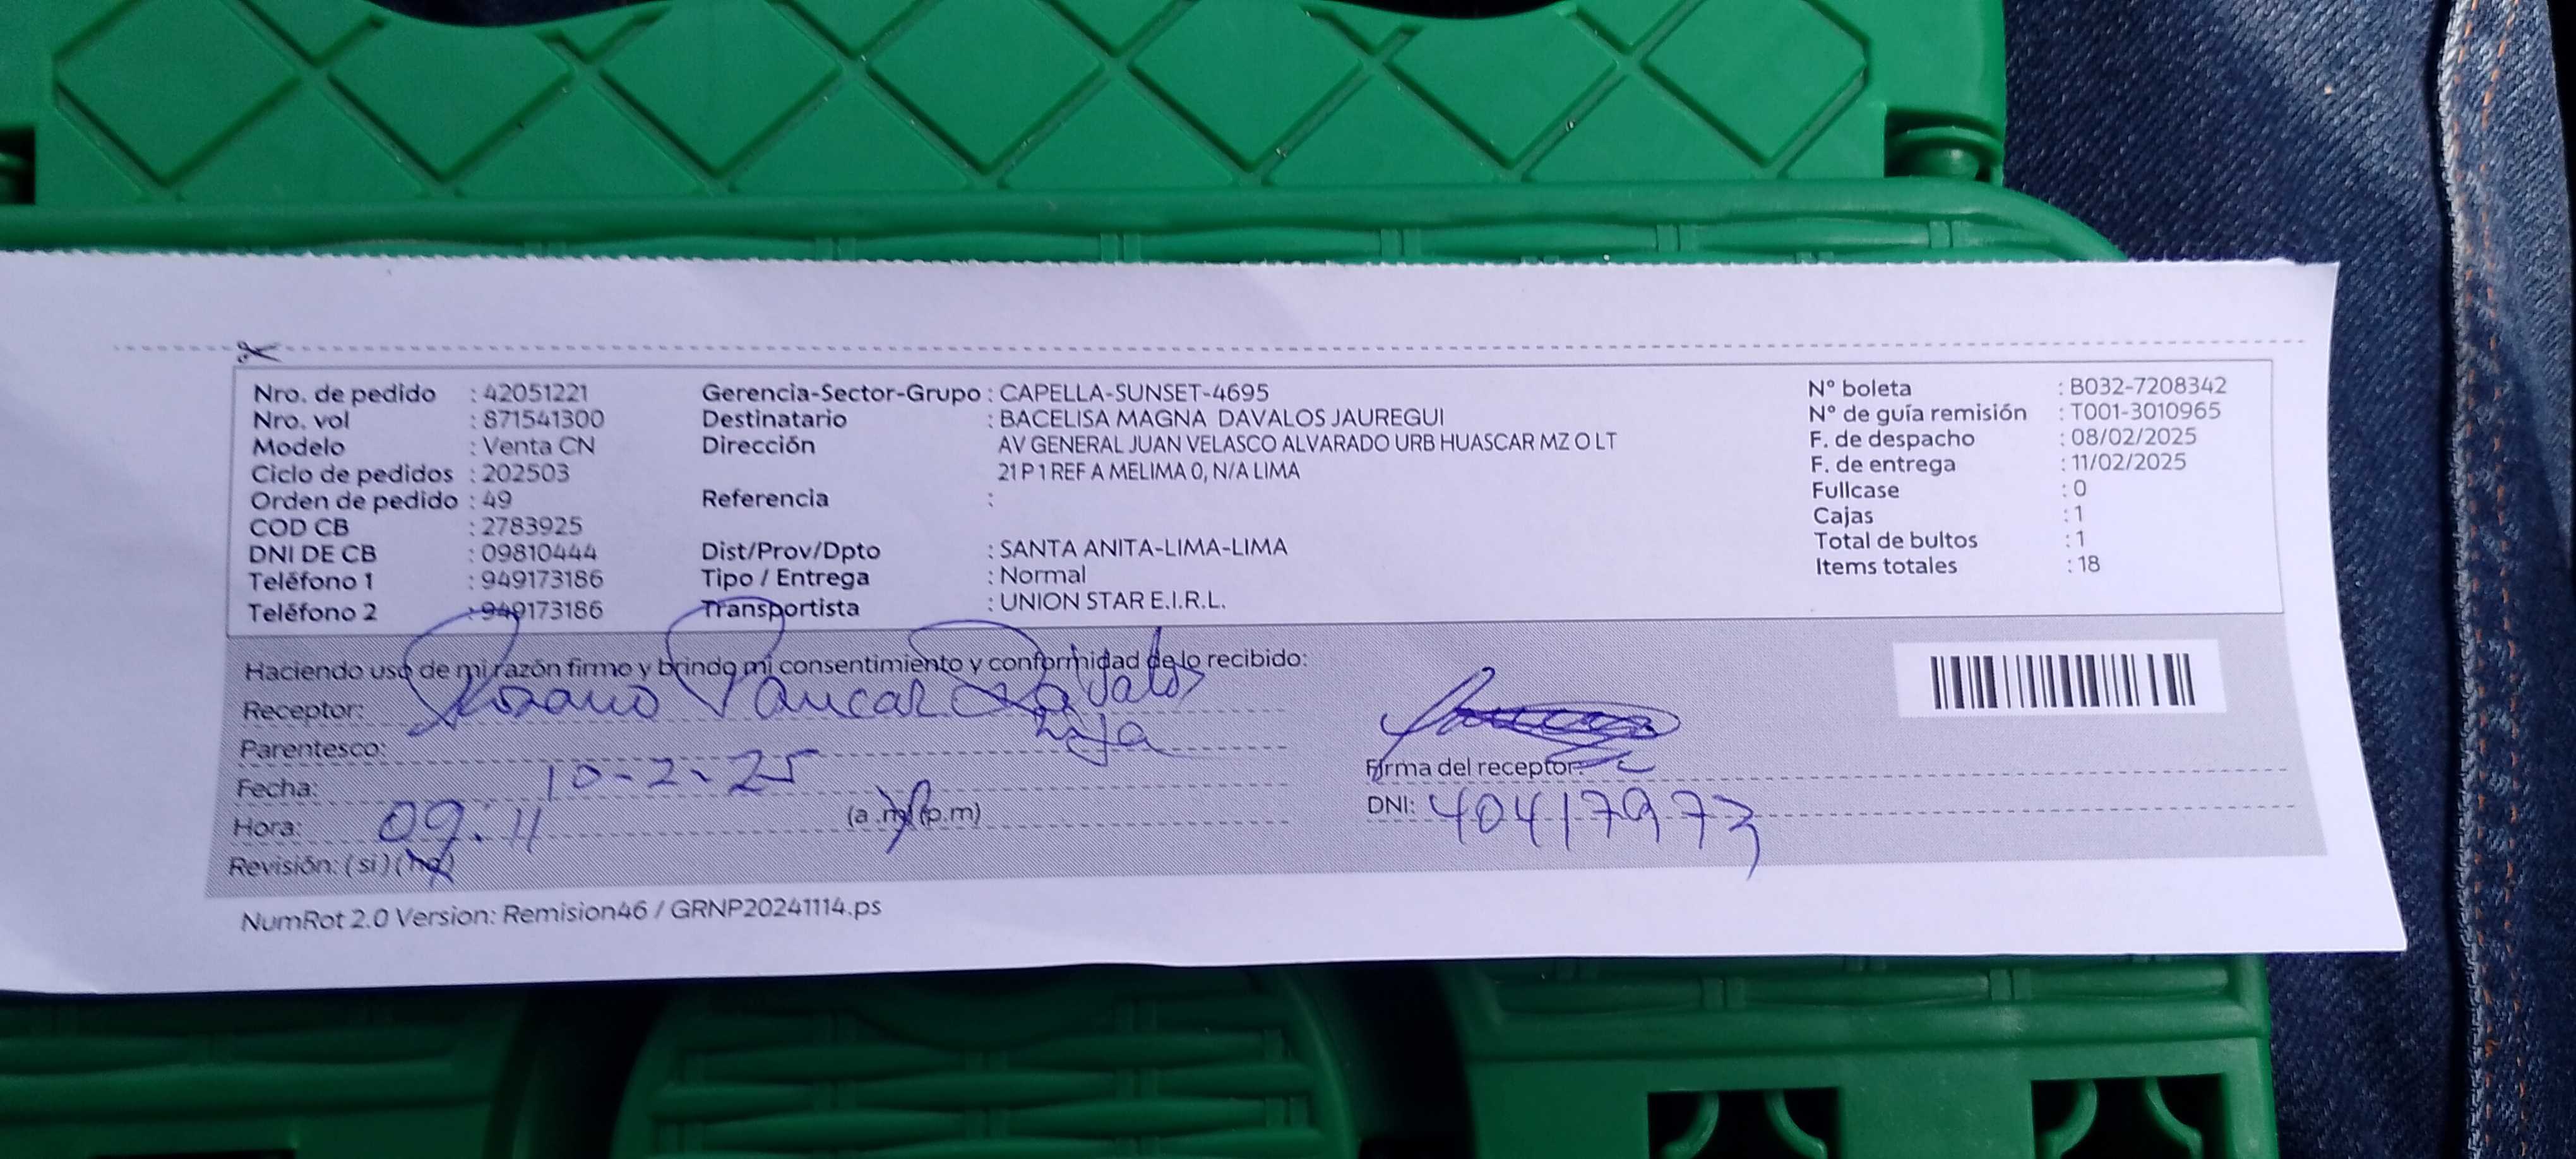 Nro. de pedido : 42051221
Nro. vol : 871541300
Modelo : Venta CN
Ciclo de pedidos : 202503
Orden de pedido : 49
COD CB : 2783925
DNI DE CB : 09810444
Teléfono 1 : 949173186
Teléfono 2 : 949173186
Gerencia-Sector-Grupo : CAPELLA-SUNSET-4695
Destinatario : BACELISA MAGNA DAVALOS JAUREGUI
Dirección AV GENERAL JUAN VELASCO ALVARADO URB HUASCAR MZ O LT
21 P 1 REF A MELIMA 0, N/A LIMA
Referencia :
Dist/Prov/Dpto : SANTA ANITA-LIMA-LIMA
Tipo / Entrega : Normal
Transportista : UNION STAR E.I.R.L.
N° boleta : B032-7208342
N° de guía remisión : T001-3010965
F. de despacho : 08/02/2025
F. de entrega : 11/02/2025
Fullcase : 0
Cajas : 1
Total de bultos : 1
Items totales : 18
Haciendo uso de mi razón firmo y brindo mi consentimiento y conformidad de lo recibido:
Receptor: Paucar Davalos
Parentesco: hija
Fecha: 10-2-25
Hora: 09.11 (a.m) (p.m)
Revisión: (si) (no)
Firma del receptor:
DNI: 40417973
NumRot 2.0 Version: Remision46 / GRNP20241114.ps